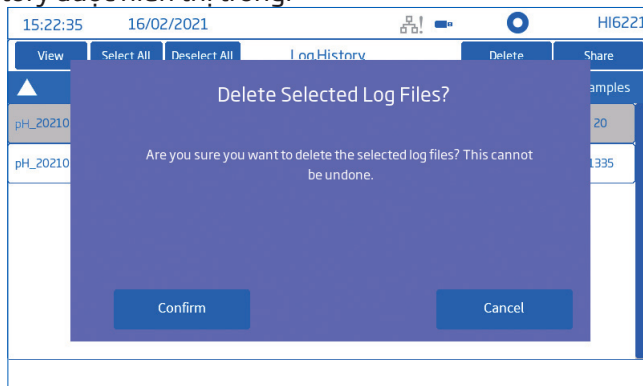 15:22:35 16/02/2021 HI6221
View Select All Deselect All Log History Delete Share
Delete Selected Log Files?
pH_20210 20
Are you sure you want to delete the selected log files? This cannot
pH_20210 1335
be undone.
Confirm Cancel